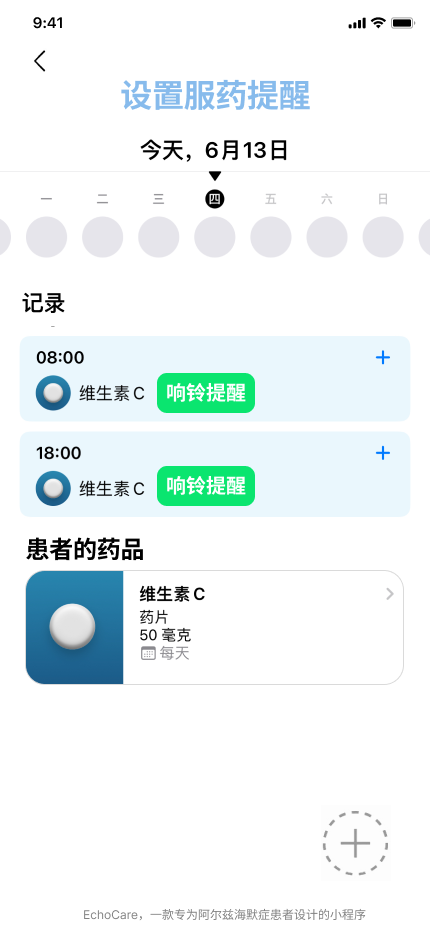 9:41
设置服药提醒
今天，6月13日
一 二 三 四 五 六 日
记录
08:00
维生素 C 响铃提醒
18:00
维生素 C 响铃提醒
患者的药品
维生素 C
药片
50 毫克
每天
EchoCare，一款专为阿尔兹海默症患者设计的小程序